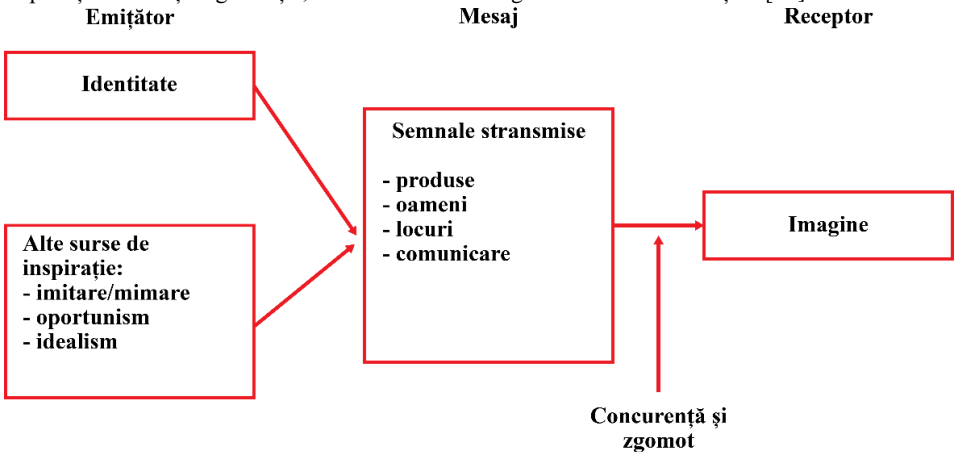 Emițător
Mesaj
Receptor
Identitate
Alte surse de
inspirație:
- imitare/mimare
- oportunism
- idealism
Semnale stransmise
- produse
- oameni
- locuri
- comunicare
Imagine
Concurență și
zgomot